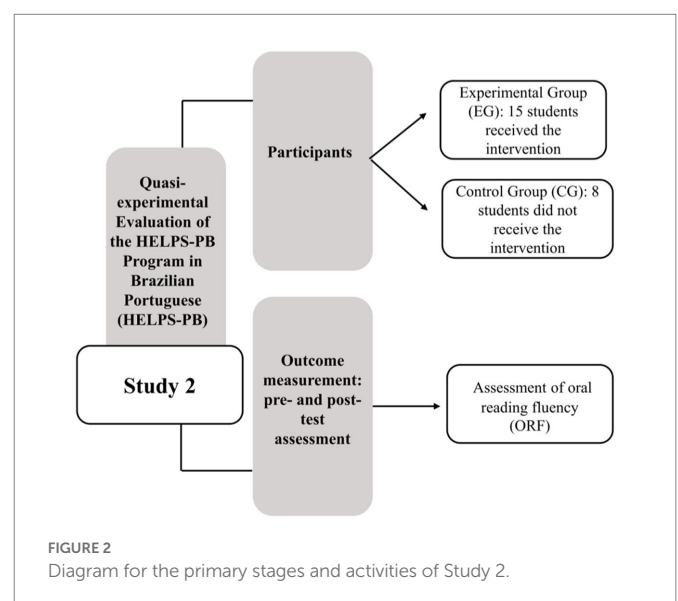 Quasi-
experimental
Evaluation of
the HELPS-PB
Program in
Brazilian
Portuguese
(HELPS-PB)
Study 2
Participants
Experimental Group
(EG): 15 students
received the
intervention
Control Group (CG): 8
students did not
receive the
intervention
Outcome
measurement:
pre- and post-
test
assessment
Assessment of oral
reading fluency
(ORF)
FIGURE 2
Diagram for the primary stages and activities of Study 2.